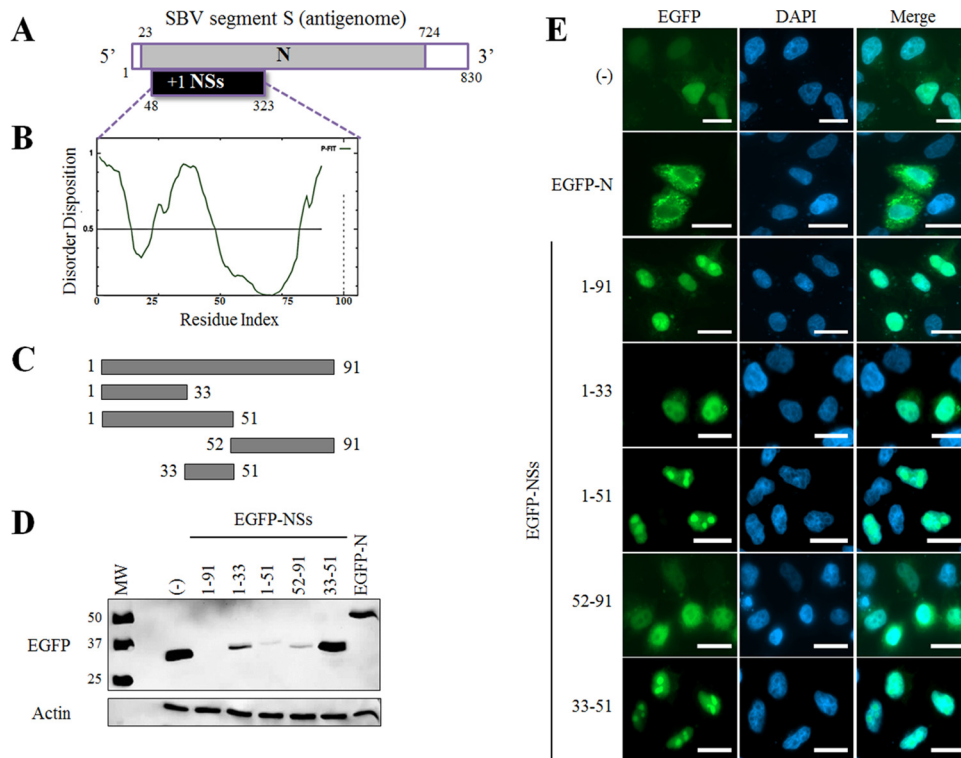 A
SBV segment S (antigenome)
23
724
5’
N
3’
1
830
+1 NSs
48
323
B
P-FIT
1
0.5
Disorder Disposition
0
25
50
75
100
Residue Index
C
1
91
1
33
1
51
52
91
33
51
D
EGFP-NSs
MW
(-)
1-91
1-33
1-51
52-91
33-51
EGFP-N
50
EGFP
37
25
Actin
E
EGFP
DAPI
Merge
(-)
EGFP-N
EGFP-NSs
1-91
1-33
1-51
52-91
33-51